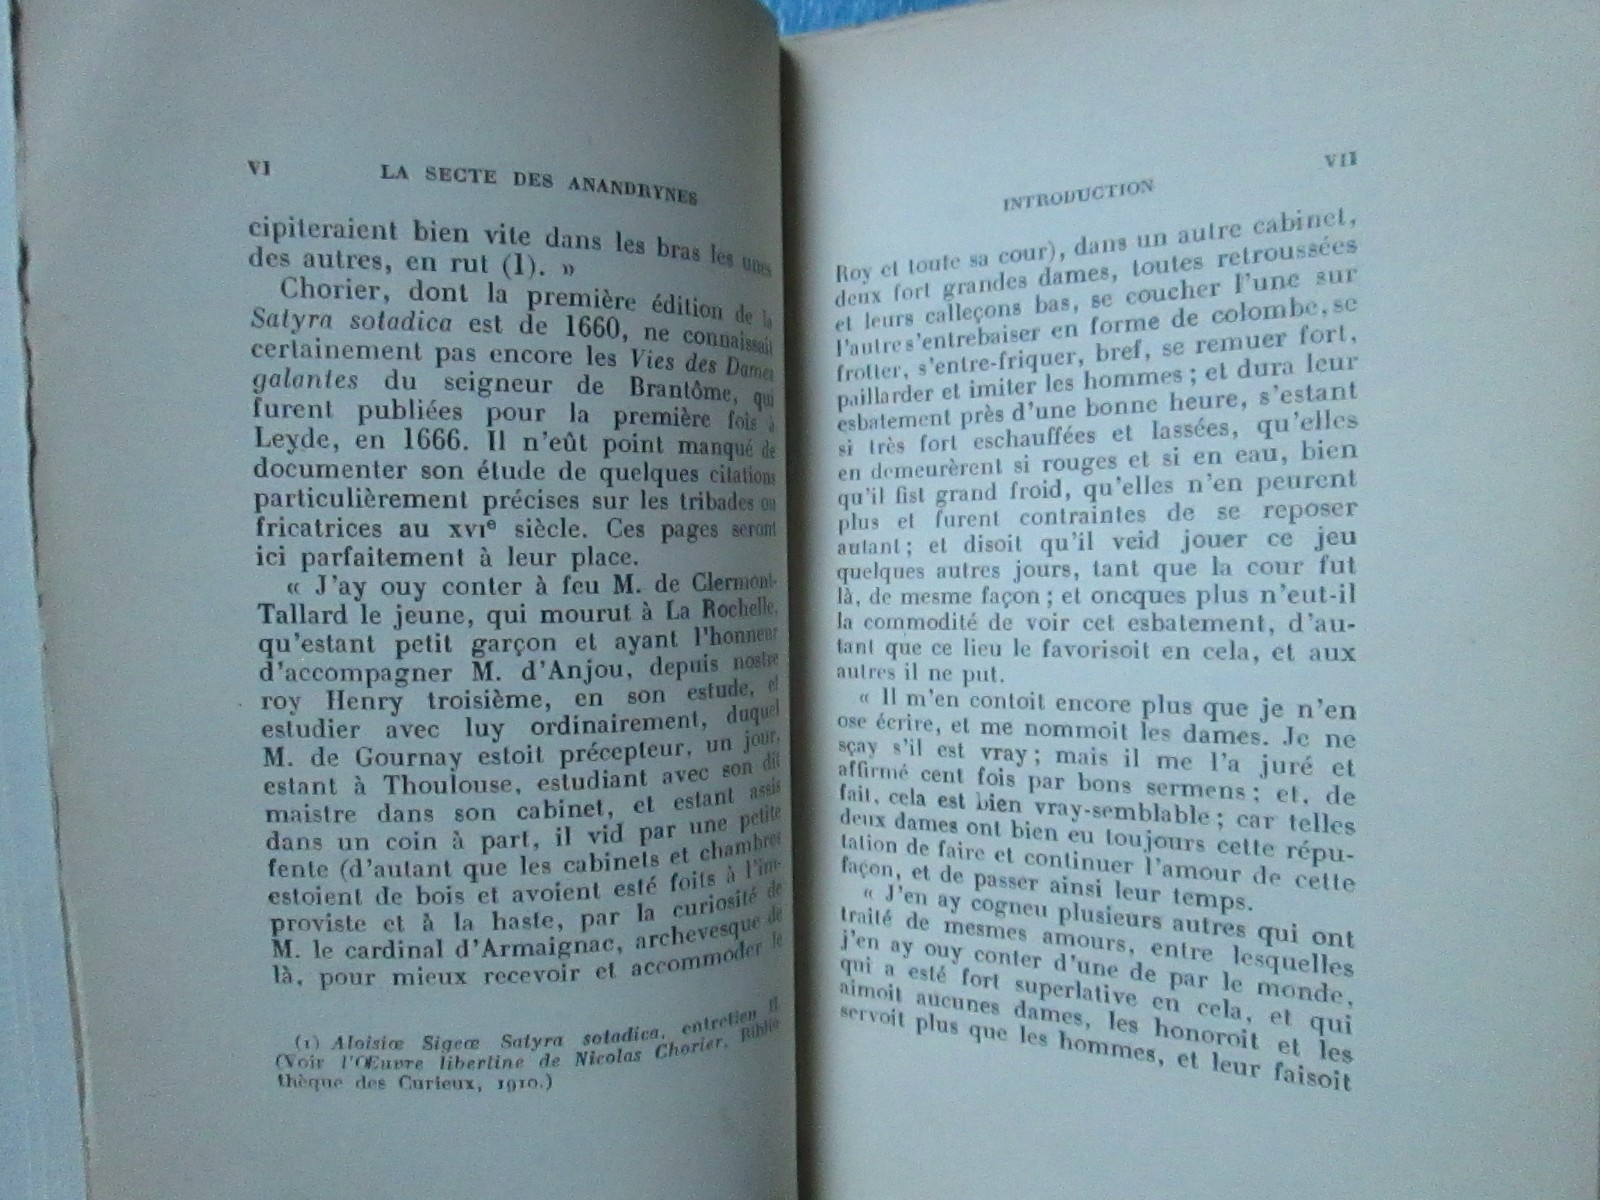 VI
LA SECTE DES ANANDRYNES
cipiteraient bien vite dans les bras les unes
des autres, en rut (1). »
Chorier, dont la première édition de la
Satyra sotadica est de 1660, ne connaissait
certainement pas encore les Vies des Dames
galantes du seigneur de Brantôme, qui
furent publiées pour la première fois à
Leyde, en 1666. Il n'eût point manqué de
documenter son étude de quelques citations
particulièrement précises sur les tribades ou
fricatrices au XVIe siècle. Ces pages seront
ici parfaitement à leur place.
« J'ay ouy conter à feu M. de Clermont-
Tallard le jeune, qui mourut à La Rochelle,
qu'estant petit garçon et ayant l'honneur
d'accompagner M. d'Anjou, depuis nostre
roy Henry troisième, en son estude, et
estudier avec luy ordinairement, duquel
M. de Gournay estoit précepteur, un jour,
estant à Thoulouse, estudiant avec son dit
maistre dans son cabinet, et estant assis
dans un coin à part, il vid par une petite
fente (d'autant que les cabinets et chambres
estoient de bois et avoient esté foits à l'im-
proviste et à la haste, par la curiosité de
M. le cardinal d'Armaignac, archevesque de
là, pour mieux recevoir et accommoder le
(1) Aloisiæ Sigeæ Satyra sotadica, entretien II
(Voir l'Œuvre libertine de Nicolas Chorier, Biblio
thèque des Curieux, 1910.)
VII
INTRODUCTION
Roy et toute sa cour), dans un autre cabinet,
deux fort grandes dames, toutes retroussées
et leurs calleçons bas, se coucher l'une sur
l'autre s'entrebaiser en forme de colombe, se
frotter, s'entre-friquer, bref, se remuer fort,
paillarder et imiter les hommes ; et dura leur
esbatement près d'une bonne heure, s'estant
si très fort eschauffées et lassées, qu'elles
en demeurèrent si rouges et si en eau, bien
qu'il fist grand froid, qu'elles n'en peurent
plus et furent contraintes de se reposer
autant ; et disoit qu'il veid jouer ce jeu
quelques autres jours, tant que la cour fut
là, de mesme façon ; et oncques plus n'eut-il
la commodité de voir cet esbatement, d'au-
tant que ce lieu le favorisoit en cela, et aux
autres il ne put.
« Il m'en contoit encore plus que je n'en
ose écrire, et me nommoit les dames. Je ne
sçay s'il est vray ; mais il me l'a juré et
affirmé cent fois par bons sermens ; et, de
fait, cela est bien vray-semblable ; car telles
deux dames ont bien eu toujours cette répu-
tation de faire et continuer l'amour de cette
façon, et de passer ainsi leur temps.
« J'en ay cogneu plusieurs autres qui ont
traité de mesmes amours, entre lesquelles
j'en ay ouy conter d'une de par le monde,
qui a esté fort superlative en cela, et qui
aimoit aucunes dames, les honoroit et les
servoit plus que les hommes, et leur faisoit